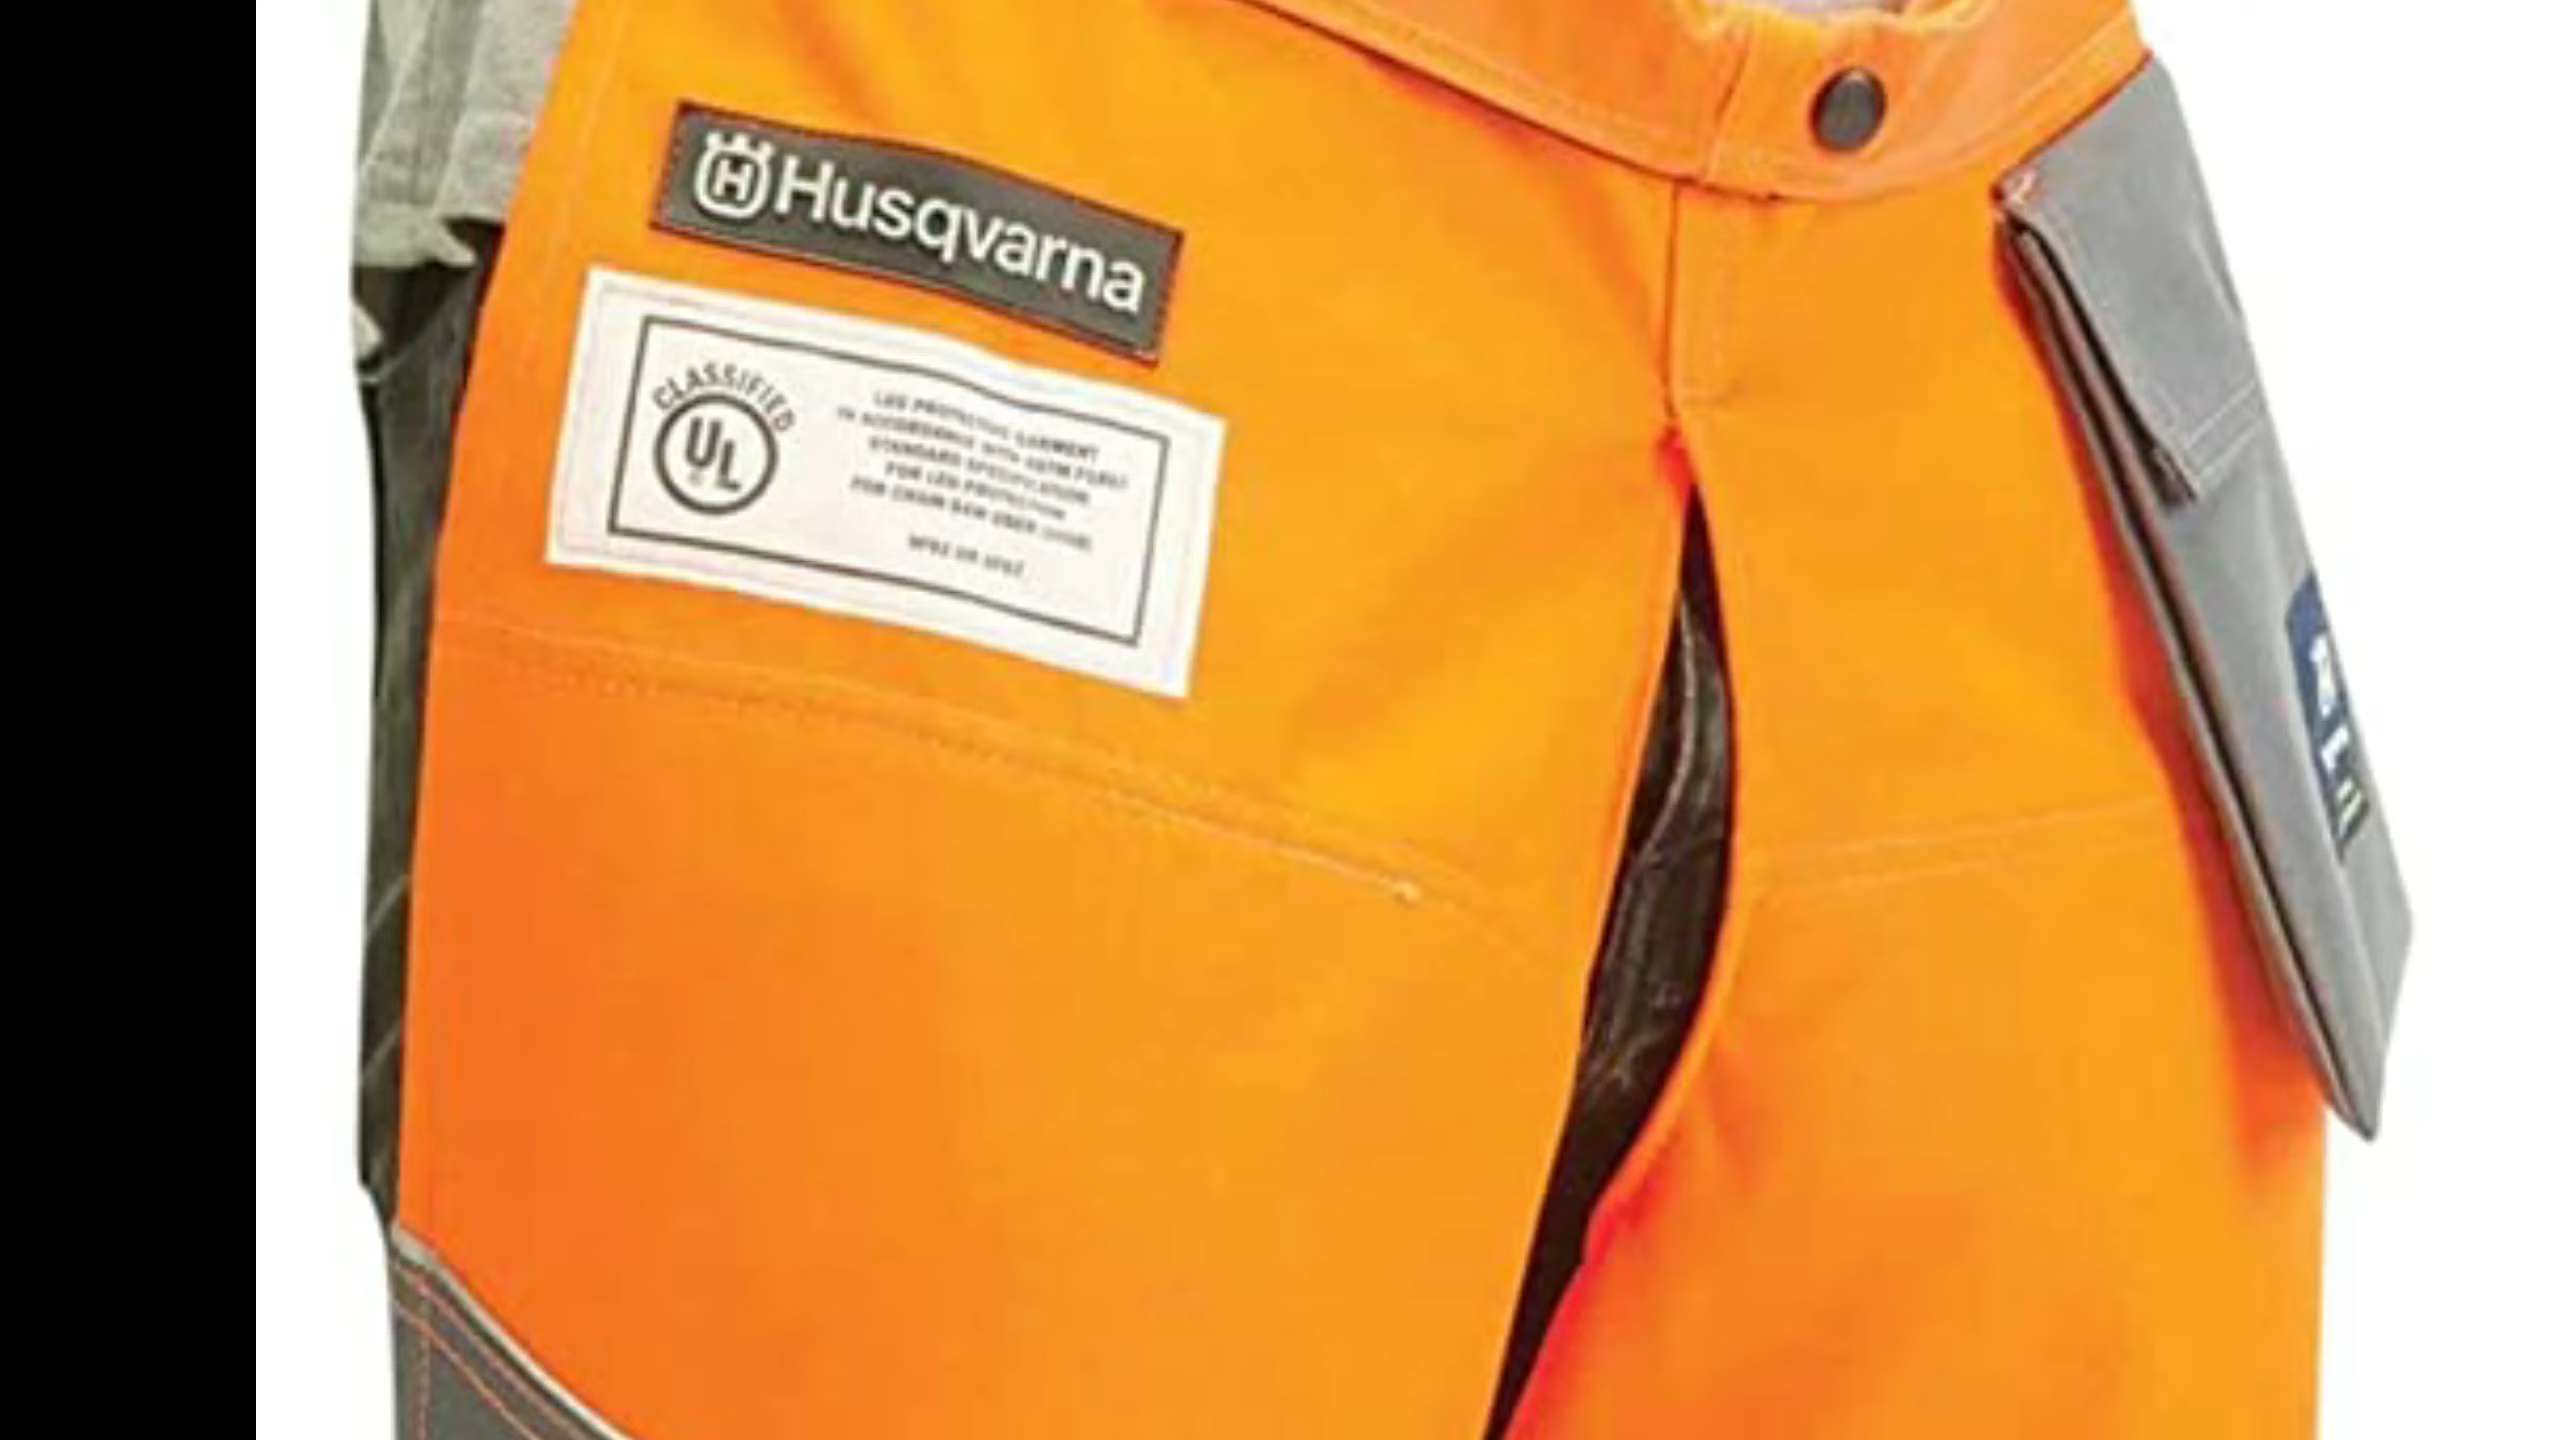 H Husqvarna
CLASSIFIED
UL
LEG PROTECTIVE GARMENT
IN ACCORDANCE WITH ASTM F1897
STANDARD SPECIFICATION
FOR LEG PROTECTION
FOR CHAIN SAW USER